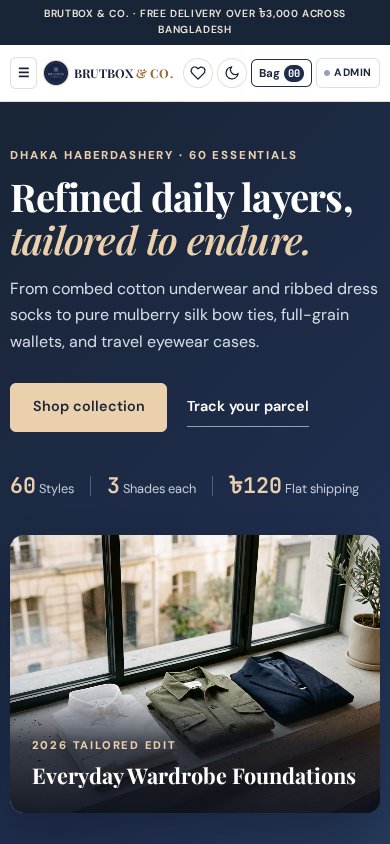 BRUTBOX & CO. · FREE DELIVERY OVER ৳3,000 ACROSS
BANGLADESH
BRUTBOX & CO.
Bag 00
ADMIN
DHAKA HABERDASHERY · 60 ESSENTIALS
Refined daily layers,
tailored to endure.
From combed cotton underwear and ribbed dress
socks to pure mulberry silk bow ties, full-grain
wallets, and travel eyewear cases.
Shop collection
Track your parcel
60 Styles
3 Shades each
৳120 Flat shipping
2026 TAILORED EDIT
Everyday Wardrobe Foundations